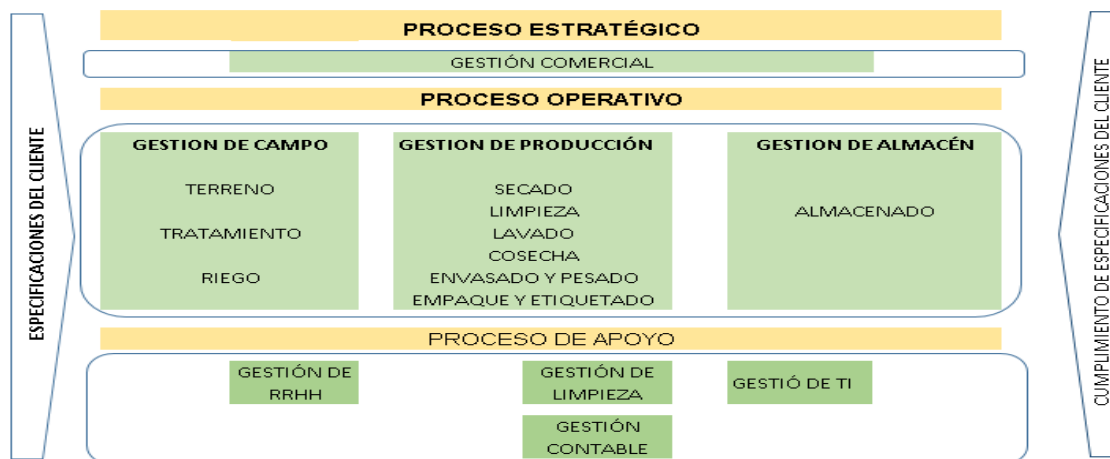 PROCESO ESTRATÉGICO
GESTIÓN COMERCIAL
PROCESO OPERATIVO
ESPECIFICACIONES DEL CLIENTE
GESTION DE CAMPO
TERRENO
TRATAMIENTO
RIEGO
GESTION DE PRODUCCIÓN
SECADO
LIMPIEZA
LAVADO
COSECHA
ENVASADO Y PESADO
EMPAQUE Y ETIQUETADO
GESTION DE ALMACÉN
ALMACENADO
CUMPLIMIENTO DE ESPECIFICACIONES DEL CLIENTE
PROCESO DE APOYO
GESTIÓN DE
RRHH
GESTIÓN DE
LIMPIEZA
GESTIÓ DE TI
GESTIÓN
CONTABLE